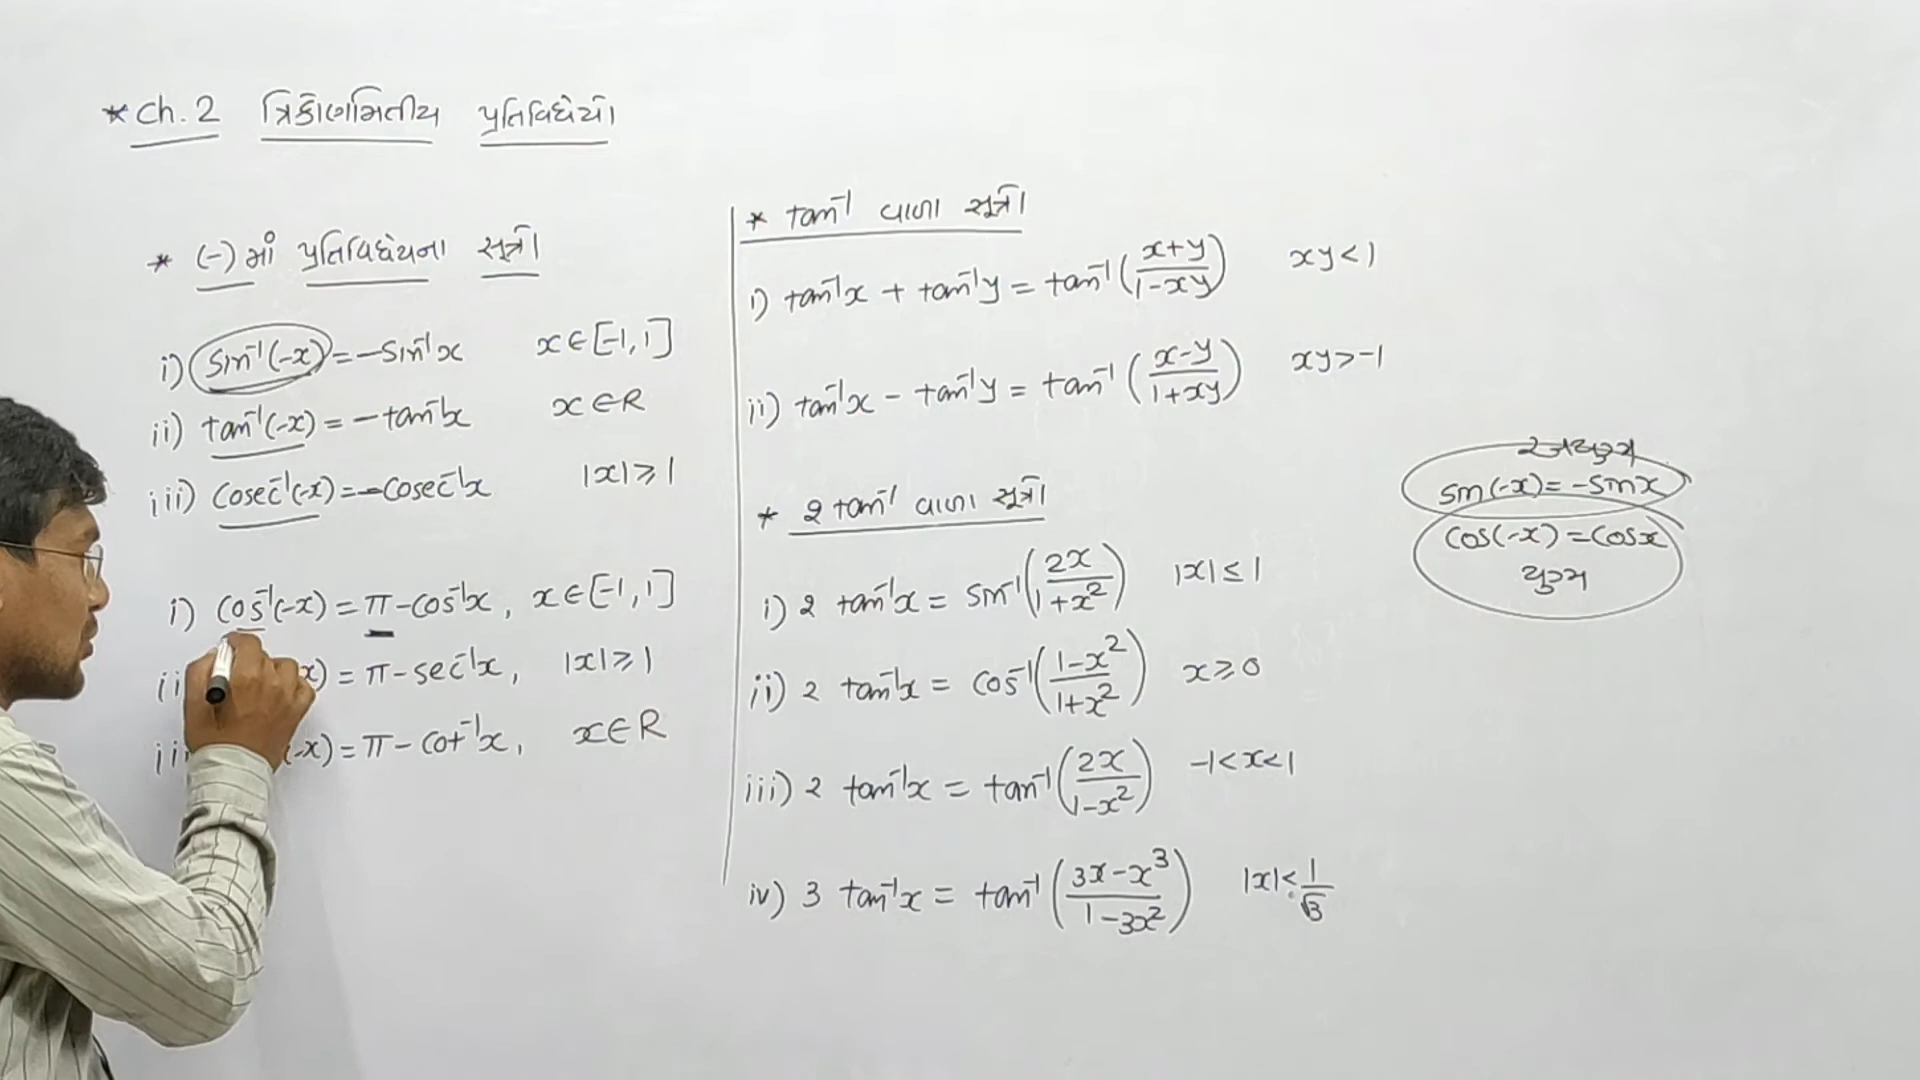 * Ch. 2 ત્રિકોણમિતીય પ્રતિવિધેયો
* (-) માં પ્રતિવિધેયના સૂત્રો
i) sin⁻¹(-x) = -sin⁻¹x x ∈ [-1, 1]
ii) tan⁻¹(-x) = -tan⁻¹x x ∈ R
iii) cosec⁻¹(-x) = -cosec⁻¹x |x| ≥ 1
i) cos⁻¹(-x) = π - cos⁻¹x, x ∈ [-1, 1]
ii) x) = π - sec⁻¹x, |x| ≥ 1
iii) (-x) = π - cot⁻¹x, x ∈ R
* tan⁻¹ વાળા સૂત્રો
i) tan⁻¹x + tan⁻¹y = tan⁻¹((x+y)/(1-xy)) xy < 1
ii) tan⁻¹x - tan⁻¹y = tan⁻¹((x-y)/(1+xy)) xy > -1
* 2 tan⁻¹ વાળા સૂત્રો
i) 2 tan⁻¹x = sin⁻¹(2x/(1+x²)) |x| ≤ 1
ii) 2 tan⁻¹x = cos⁻¹((1-x²)/(1+x²)) x ≥ 0
iii) 2 tan⁻¹x = tan⁻¹(2x/(1-x²)) -1 < x < 1
iv) 3 tan⁻¹x = tan⁻¹((3x-x³)/(1-3x²)) |x| < 1/√3
sin(-x) = -sinx
cos(-x) = cosx
યુગ્મ